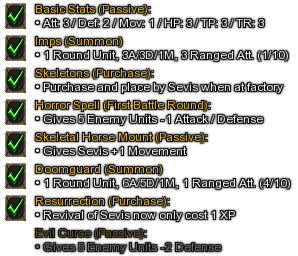 Basic Stats (Passive):
• Att: 3 / Def: 2 / Mov: 1 / HP: 3 / TP: 3 / TR: 3
Imps (Summon)
• 1 Round Unit, 3A/3D/1M, 3 Ranged Att. (1/10)
Skeletons (Purchase):
• Purchase and place by Sevis when at factory
Horror Spell (First Battle Round):
• Gives 5 Enemy Units -1 Attack / Defense
Skeletal Horse Mount (Passive):
• Gives Sevis +1 Movement
Doomguard (Summon)
• 1 Round Unit, 6A/5D/1M, 1 Ranged Att. (4/10)
Resurrection (Purchase):
• Revival of Sevis now only cost 1 XP
Evil Curse (Passive):
• Gives 5 Enemy Units -2 Defense